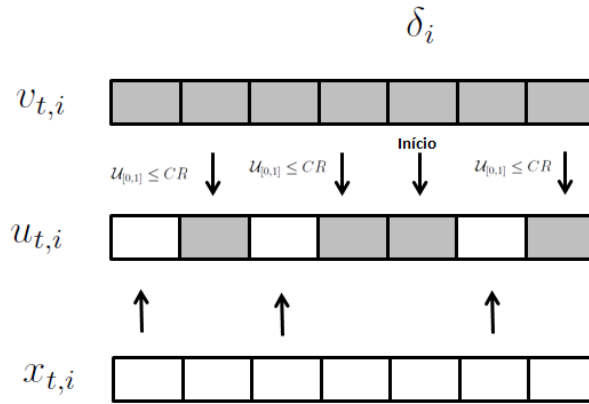 δ_i
v_{t,i}
Início
𝒰_{[0,1]} ≤ CR 𝒰_{[0,1]} ≤ CR 𝒰_{[0,1]} ≤ CR
u_{t,i}
x_{t,i}